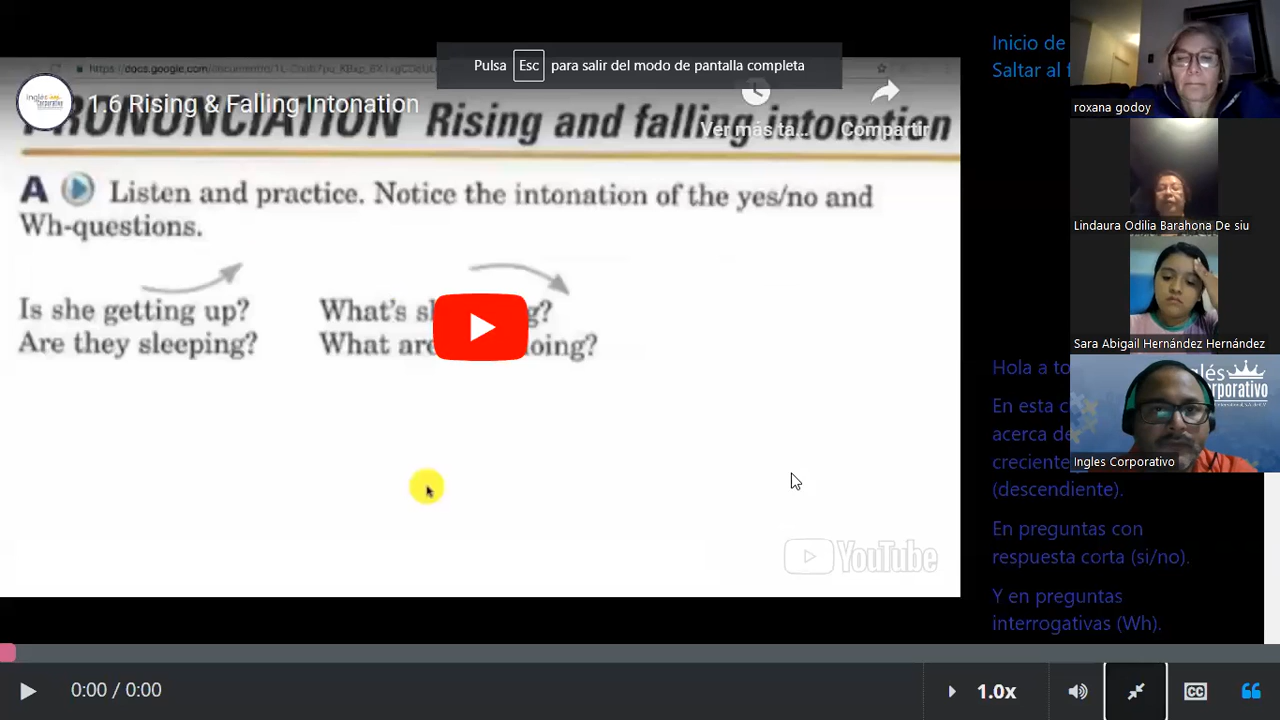 Pulsa Esc para salir del modo de pantalla completa
1.6 Rising & Falling Intonation
Ver más ta...
Compartir
PRONUNCIATION Rising and falling intonation
A Listen and practice. Notice the intonation of the yes/no and
Wh-questions.
Is she getting up?
Are they sleeping?
What's
What are doing?
YouTube
Inicio de
Saltar al
Hola a
En esta
acerca
creciente
(descendiente).
En preguntas con
respuesta corta (si/no).
Y en preguntas
interrogativas (Wh).
roxana godoy
Lindaura Odilia Barahona De siu
Sara Abigail Hernández Hernández
Inglés
Corporativo
Ingles Corporativo
0:00 / 0:00
1.0x
CC